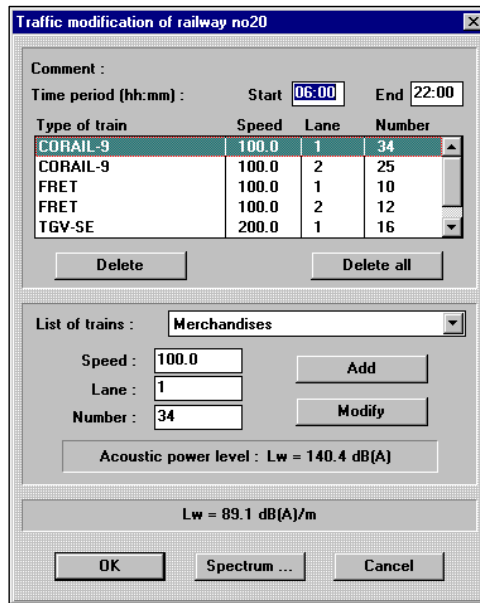 Traffic modification of railway no20
Comment :
Time period (hh:mm) : Start 06:00 End 22:00
Type of train Speed Lane Number
CORAIL-9 100.0 1 34
CORAIL-9 100.0 2 25
FRET 100.0 1 10
FRET 100.0 2 12
TGV-SE 200.0 1 16
Delete Delete all
List of trains : Merchandises
Speed : 100.0
Add
Lane : 1
Number : 34
Modify
Acoustic power level : Lw = 140.4 dB(A)
Lw = 89.1 dB(A)/m
OK Spectrum ... Cancel